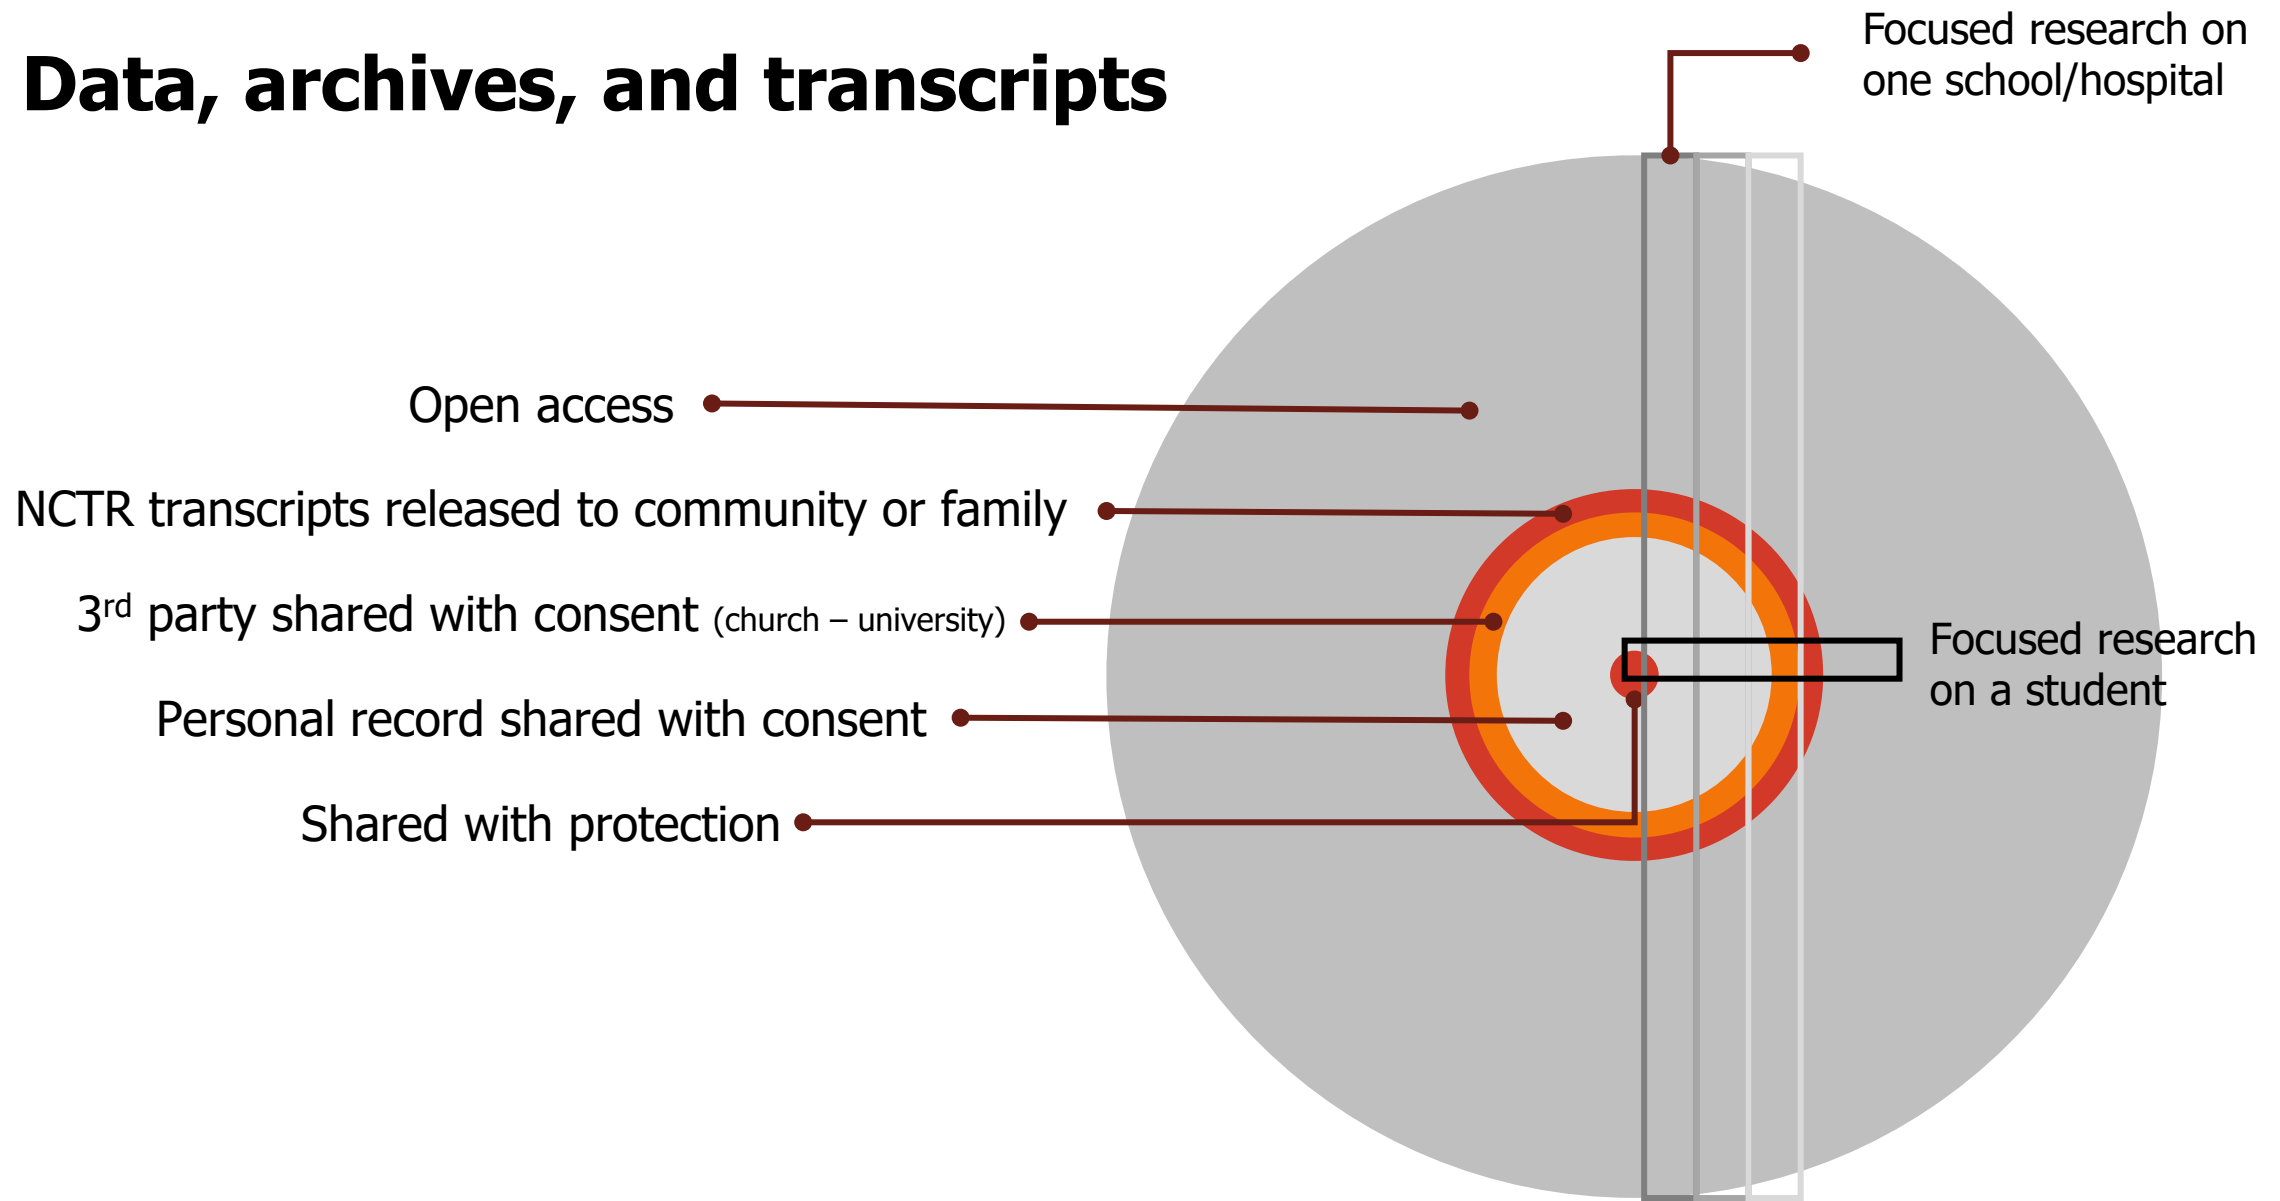 Data, archives, and transcripts
Focused research on
one school/hospital
Open access
NCTR transcripts released to community or family
3rd party shared with consent (church – university)
Personal record shared with consent
Shared with protection
Focused research
on a student